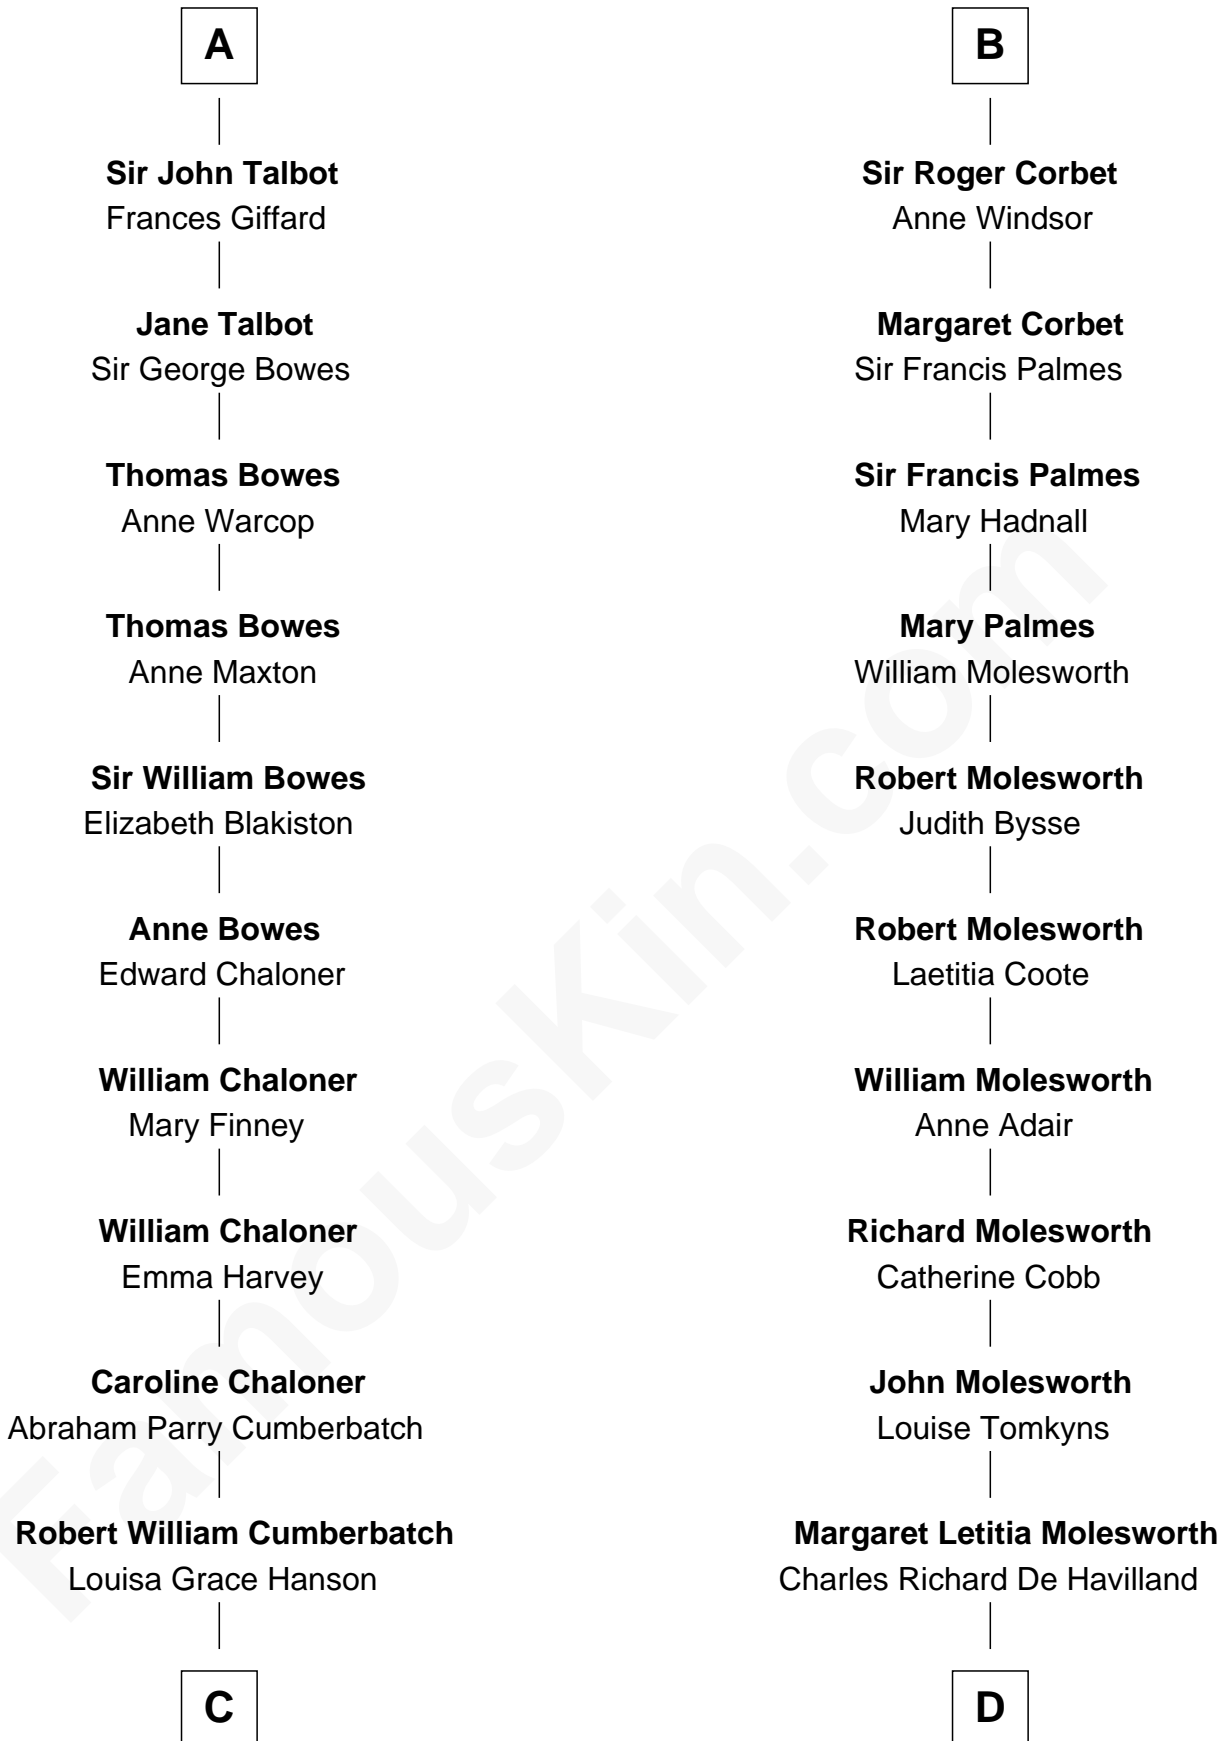 A
Sir John Talbot
Frances Giffard
Jane Talbot
Sir George Bowes
Thomas Bowes
Anne Warcop
Thomas Bowes
Anne Maxton
Sir William Bowes
Elizabeth Blakiston
Anne Bowes
Edward Chaloner
William Chaloner
Mary Finney
William Chaloner
Emma Harvey
Caroline Chaloner
Abraham Parry Cumberbatch
Robert William Cumberbatch
Louisa Grace Hanson
C
B
Sir Roger Corbet
Anne Windsor
Margaret Corbet
Sir Francis Palmes
Sir Francis Palmes
Mary Hadnall
Mary Palmes
William Molesworth
Robert Molesworth
Judith Bysse
Robert Molesworth
Laetitia Coote
William Molesworth
Anne Adair
Richard Molesworth
Catherine Cobb
John Molesworth
Louise Tomkyns
Margaret Letitia Molesworth
Charles Richard De Havilland
D
FamousKin.com